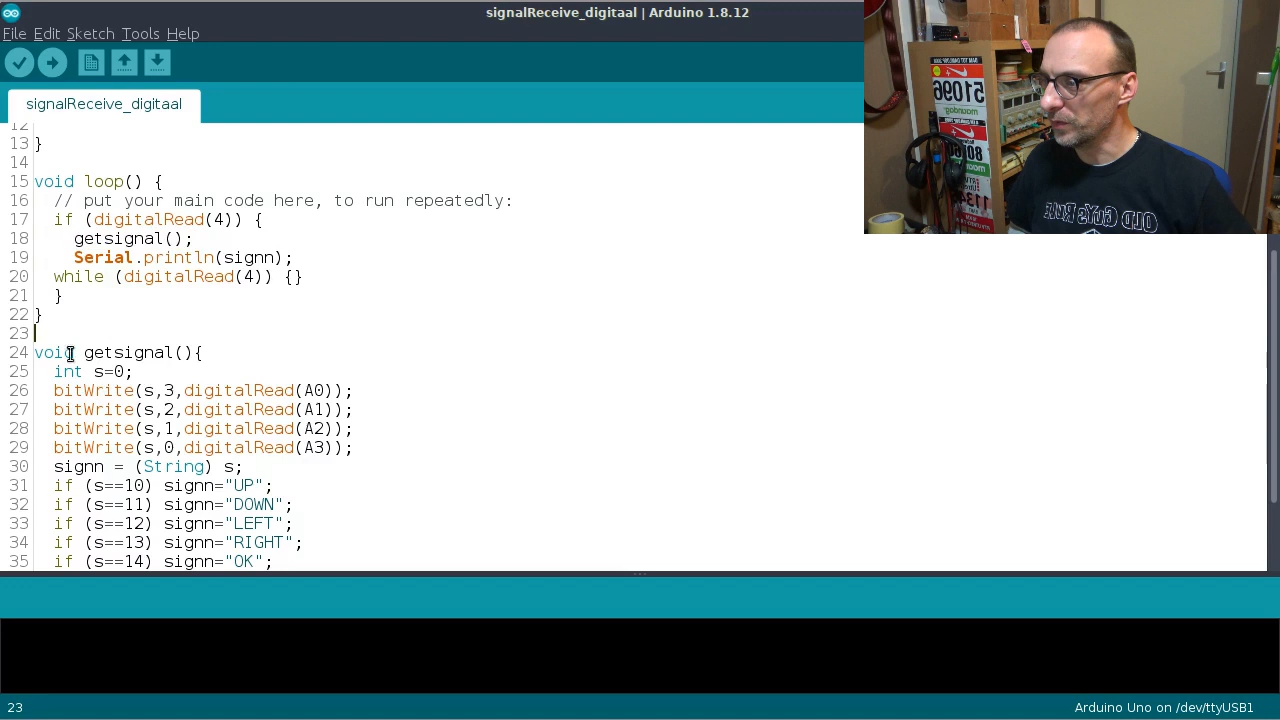 signalReceive_digitaal | Arduino 1.8.12
File Edit Sketch Tools Help
signalReceive_digitaal
12
13 }
14
15 void loop() {
16 // put your main code here, to run repeatedly:
17 if (digitalRead(4)) {
18 getsignal();
19 Serial.println(signn);
20 while (digitalRead(4)) {}
21 }
22 }
23
24 void getsignal(){
25 int s=0;
26 bitWrite(s,3,digitalRead(A0));
27 bitWrite(s,2,digitalRead(A1));
28 bitWrite(s,1,digitalRead(A2));
29 bitWrite(s,0,digitalRead(A3));
30 signn = (String) s;
31 if (s==10) signn="UP";
32 if (s==11) signn="DOWN";
33 if (s==12) signn="LEFT";
34 if (s==13) signn="RIGHT";
35 if (s==14) signn="OK";
23
Arduino Uno on /dev/ttyUSB1
51096
OLD GUYS RULE